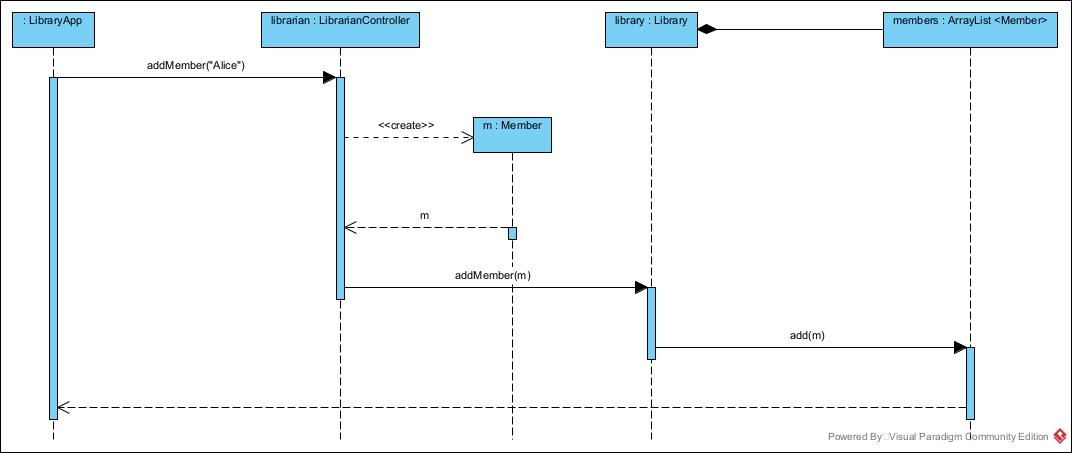 : LibraryApp
librarian : LibrarianController
library : Library
members : ArrayList <Member>
addMember("Alice")
<<create>>
m : Member
m
addMember(m)
add(m)
Powered By Visual Paradigm Community Edition